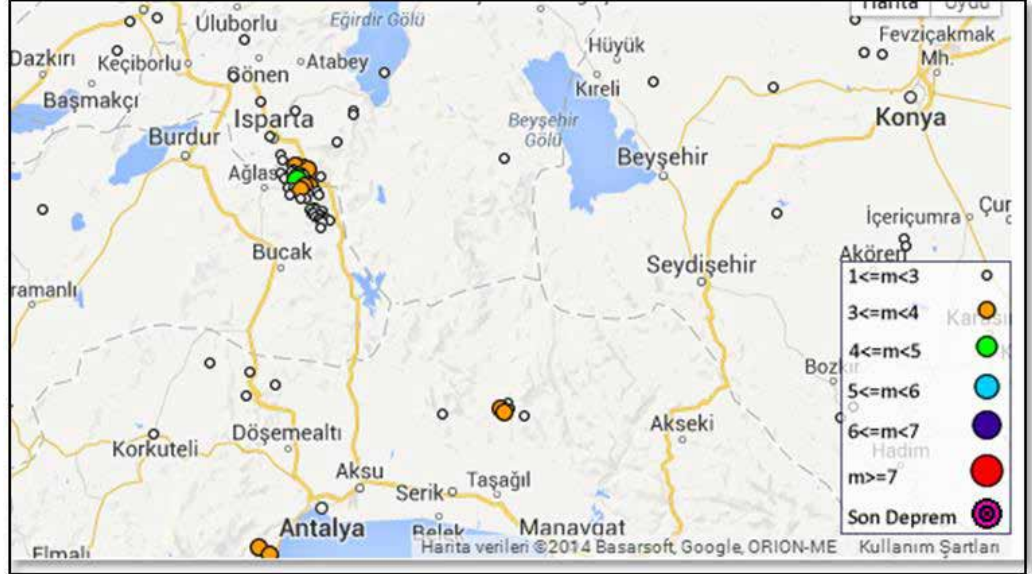 Harita
Uydu
Uluborlu
Eğirdir Gölü
Fevziçakmak
Mh.
Hüyük
Dazkırı
Keçiborlu
Gönen
Atabey
Kıreli
Başmakçı
Isparta
Beyşehir
Gölü
Konya
Burdur
Beyşehir
Ağlas
İçeriçumra
Çur
Bucak
Akören
Seydişehir
ramanlı
1<=m<3
3<=m<4
4<=m<5
5<=m<6
6<=m<7
m>=7
Son Deprem
Bozkır
Hadım
Akseki
Korkuteli
Döşemealtı
Aksu
Serik
Taşağıl
Antalya
Belek
Manavgat
Elmalı
Harita verileri ©2014 Basarsoft, Google, ORION-ME
Kullanım Şartları